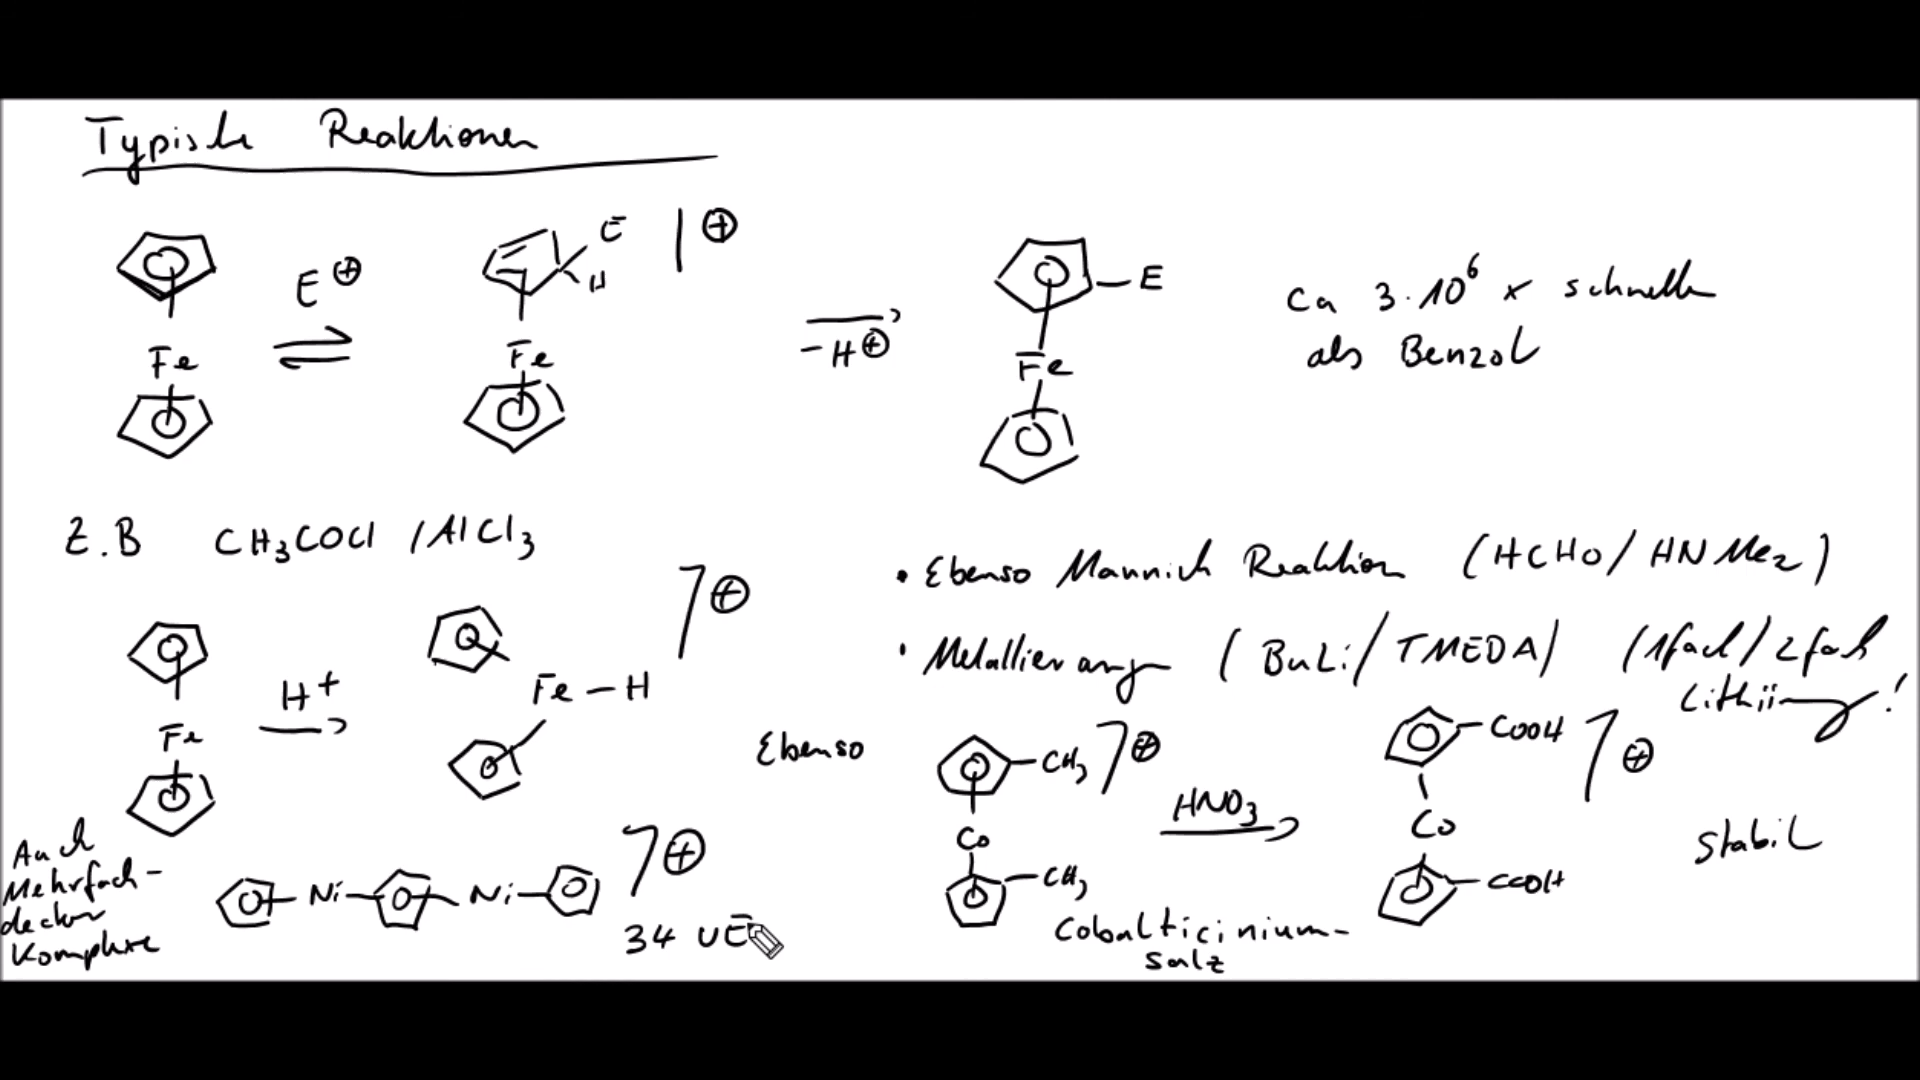 Typische Reaktionen
E⊕
E
H
⊕
Fe
Fe
-H⊕
E
Fe
ca 3·10⁶ x schneller
als Benzol
Z.B CH₃COCl /AlCl₃
Fe
H+
Fe-H
⊕
• Ebenso Mannich Reaktion (HCHO/HNMe₂)
• Metallierung (BuLi/TMEDA) (1fach/2fach
Lithiierung!
Ebenso
CH₃
⊕
Co
CH₃
HNO₃
COOH
⊕
Co
COOH
stabil
Cobalticinium-
salz
Auch
Mehrfach-
decker
Komplexe
Ni
Ni
⊕
34 VE